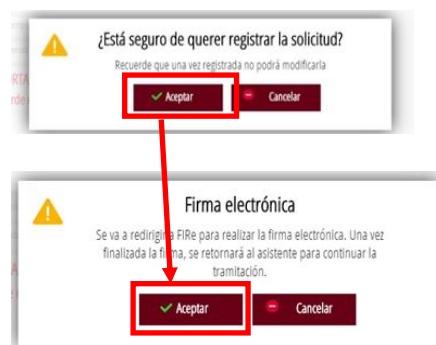 ¿Está seguro de querer registrar la solicitud?
Recuerde que una vez registrada no podrá modificarla
Aceptar
Cancelar
Firma electrónica
Se va a redirigir a FIRe para realizar la firma electrónica. Una vez
finalizada la firma, se retornará al asistente para continuar la
tramitación.
Aceptar
Cancelar